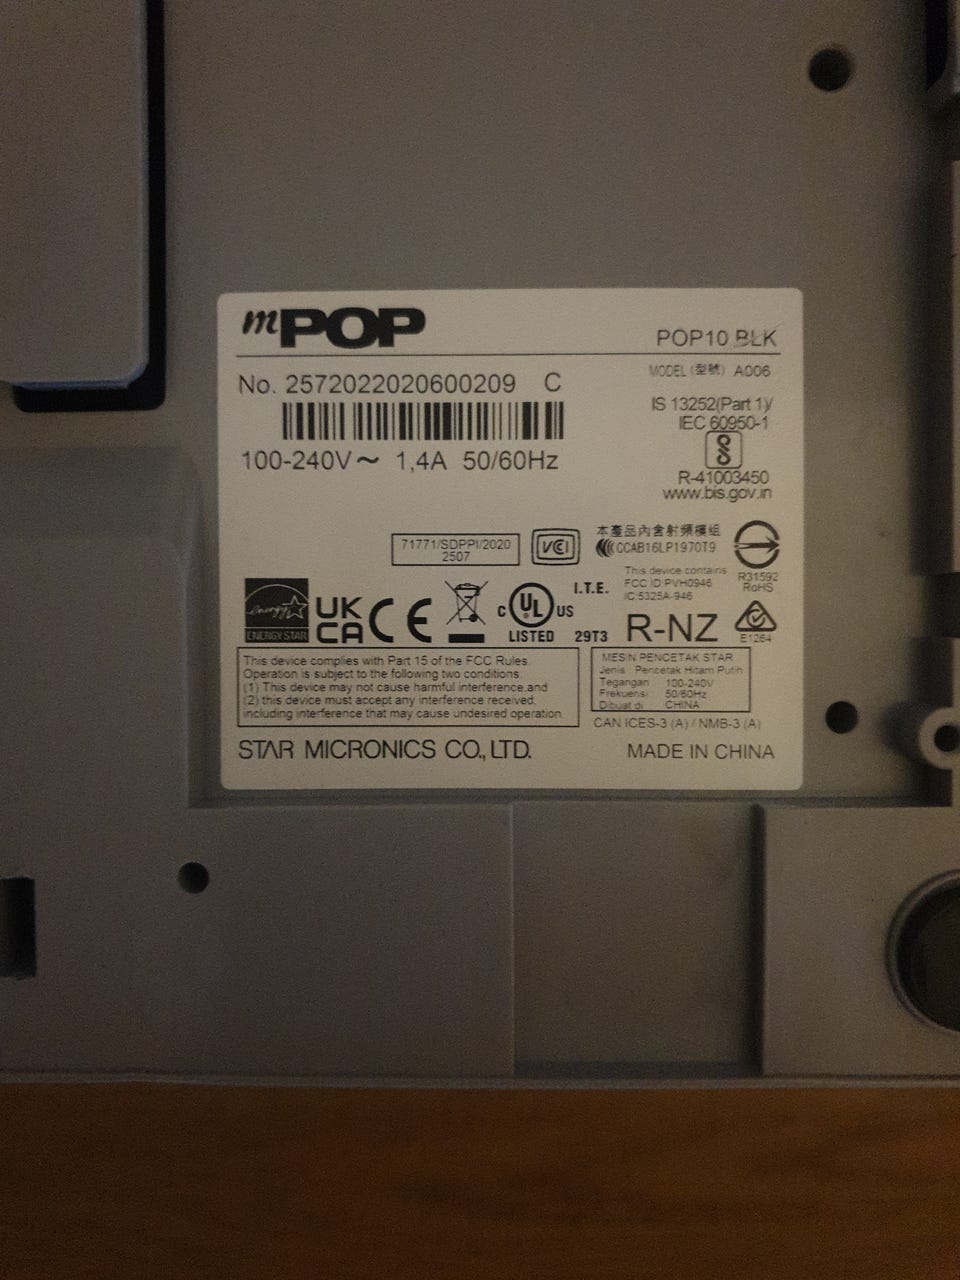 mPOP
POP10 BLK
No. 2572022020600209 C
MODEL (型號) A006
IS 13252(Part 1)/
IEC 60950-1
100-240V～ 1,4A 50/60Hz
R-41003450
www.bis.gov.in
71771/SDPPI/2020
2507
VCI
本產品內含射頻模組
CCAB16LP1970T9
This device contains
FCC ID:PVH0946
IC:5325A-946
R31592
RoHS
energy
ENERGY STAR
UK
CA
CE
C UL US
LISTED 29T3
I.T.E.
R-NZ
E1264
This device complies with Part 15 of the FCC Rules.
Operation is subject to the following two conditions.
(1) This device may not cause harmful interference,and
(2) this device must accept any interference received,
including interference that may cause undesired operation.
MESIN PENCETAK STAR
Jenis : Pencetak Hitam Putih
Tegangan : 100-240V
Frekuensi : 50/60Hz
Dibuat di CHINA
CAN ICES-3 (A) / NMB-3 (A)
STAR MICRONICS CO., LTD.
MADE IN CHINA